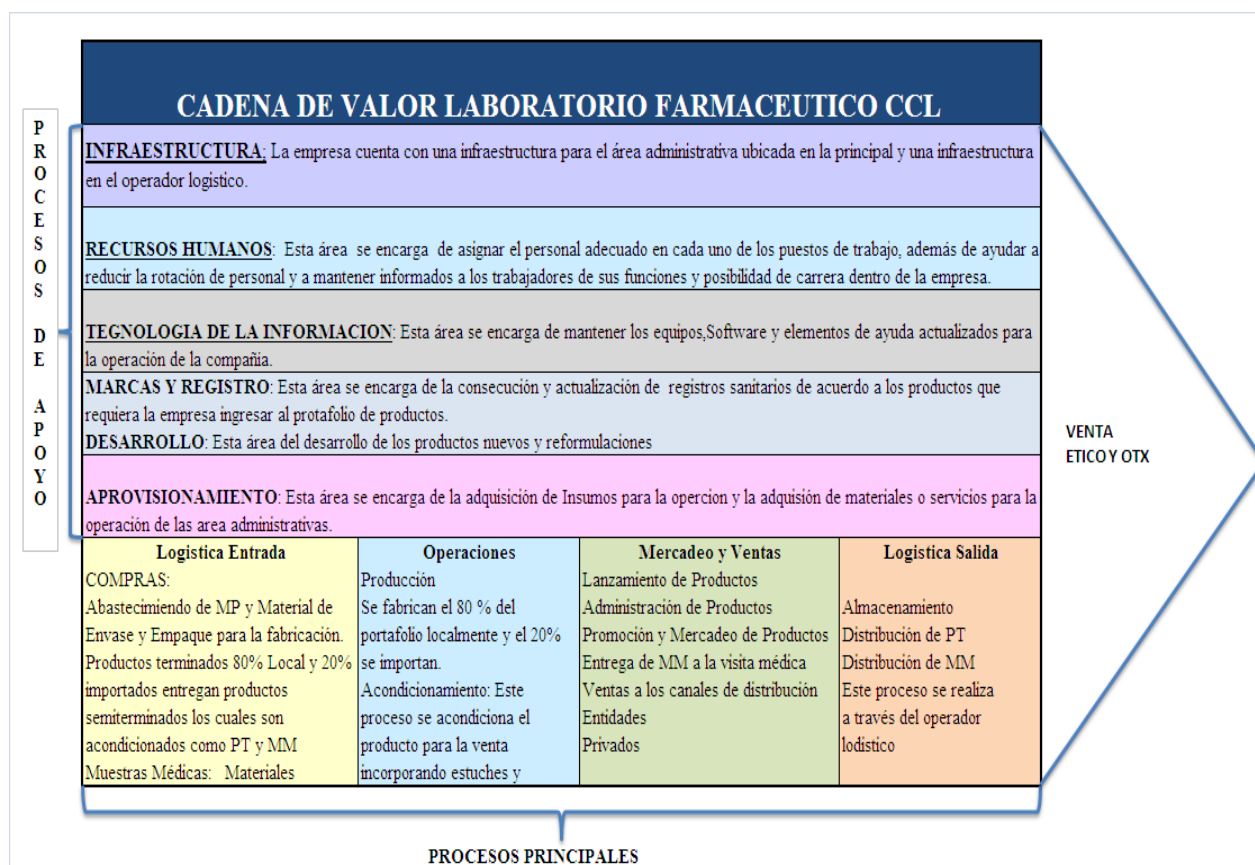 CADENA DE VALOR LABORATORIO FARMACEUTICO CCL
PROCESOS DE APOYO
INFRAESTRUCTURA; La empresa cuenta con una infraestructura para el área administrativa ubicada en la principal y una infraestructura
en el operador logistico.
RECURSOS HUMANOS: Esta área se encarga de asignar el personal adecuado en cada uno de los puestos de trabajo, además de ayudar a
reducir la rotación de personal y a mantener informados a los trabajadores de sus funciones y posibilidad de carrera dentro de la empresa.
TEGNOLOGIA DE LA INFORMACION: Esta área se encarga de mantener los equipos,Software y elementos de ayuda actualizados para
la operación de la compañía.
MARCAS Y REGISTRO: Esta área se encarga de la consecución y actualización de registros sanitarios de acuerdo a los productos que
requiera la empresa ingresar al protafolio de productos.
DESARROLLO: Esta área del desarrollo de los productos nuevos y reformulaciones
APROVISIONAMIENTO: Esta área se encarga de la adquisición de Insumos para la opercion y la adquisión de materiales o servicios para la
operación de las area administrativas.
VENTA
ETICO Y OTX
Logistica Entrada
COMPRAS:
Abastecimiendo de MP y Material de
Envase y Empaque para la fabricación.
Productos terminados 80% Local y 20%
importados entregan productos
semiterminados los cuales son
acondicionados como PT y MM
Muestras Médicas: Materiales
Operaciones
Producción
Se fabrican el 80 % del
portafolio localmente y el 20%
se importan.
Acondicionamiento: Este
proceso se acondiciona el
producto para la venta
incorporando estuches y
Mercadeo y Ventas
Lanzamiento de Productos
Administración de Productos
Promoción y Mercadeo de Productos
Entrega de MM a la visita médica
Ventas a los canales de distribución
Entidades
Privados
Logistica Salida
Almacenamiento
Distribución de PT
Distribución de MM
Este proceso se realiza
a través del operador
lodistico
PROCESOS PRINCIPALES